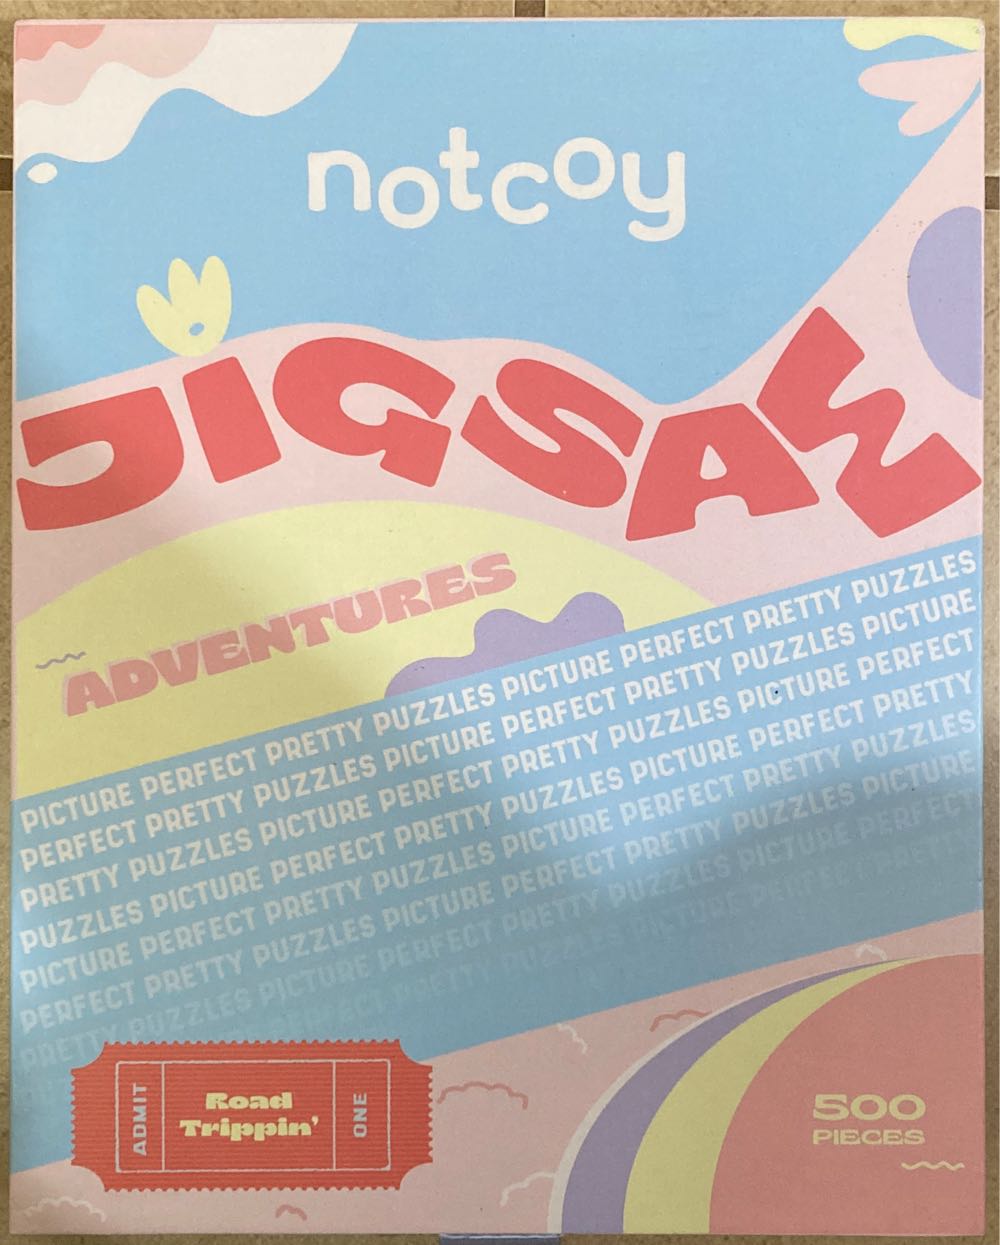 notcoy
JIGSAW
ADVENTURES
PICTURE PERFECT PRETTY PUZZLES PICTURE PERFECT PRETTY PUZZLES
PERFECT PRETTY PUZZLES PICTURE PERFECT PRETTY PUZZLES PICTURE
PRETTY PUZZLES PICTURE PERFECT PRETTY PUZZLES PICTURE PERFECT
PUZZLES PICTURE PERFECT PRETTY PUZZLES PICTURE PERFECT PRETTY
PICTURE PERFECT PRETTY PUZZLES PICTURE PERFECT PRETTY PUZZLES
PERFECT PRETTY PUZZLES PICTURE PERFECT PRETTY PUZZLES PICTURE
PRETTY PUZZLES PICTURE PERFECT PRETTY PUZZLES PICTURE PERFECT
ADMIT
Road
Trippin'
ONE
500
PIECES